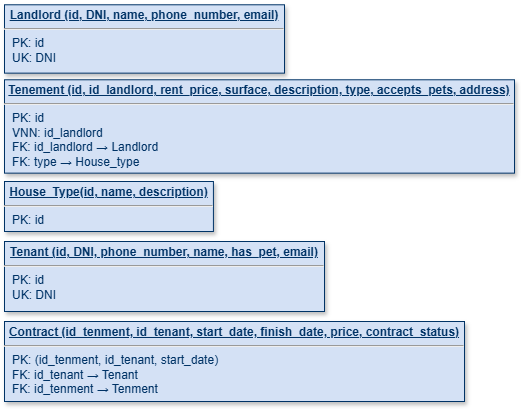 Landlord (id, DNI, name, phone_number, email)
PK: id
UK: DNI
Tenement (id, id_landlord, rent_price, surface, description, type, accepts_pets, address)
PK: id
VNN: id_landlord
FK: id_landlord → Landlord
FK: type → House_type
House_Type(id, name, description)
PK: id
Tenant (id, DNI, phone_number, name, has_pet, email)
PK: id
UK: DNI
Contract (id_tenment, id_tenant, start_date, finish_date, price, contract_status)
PK: (id_tenment, id_tenant, start_date)
FK: id_tenant → Tenant
FK: id_tenment → Tenment